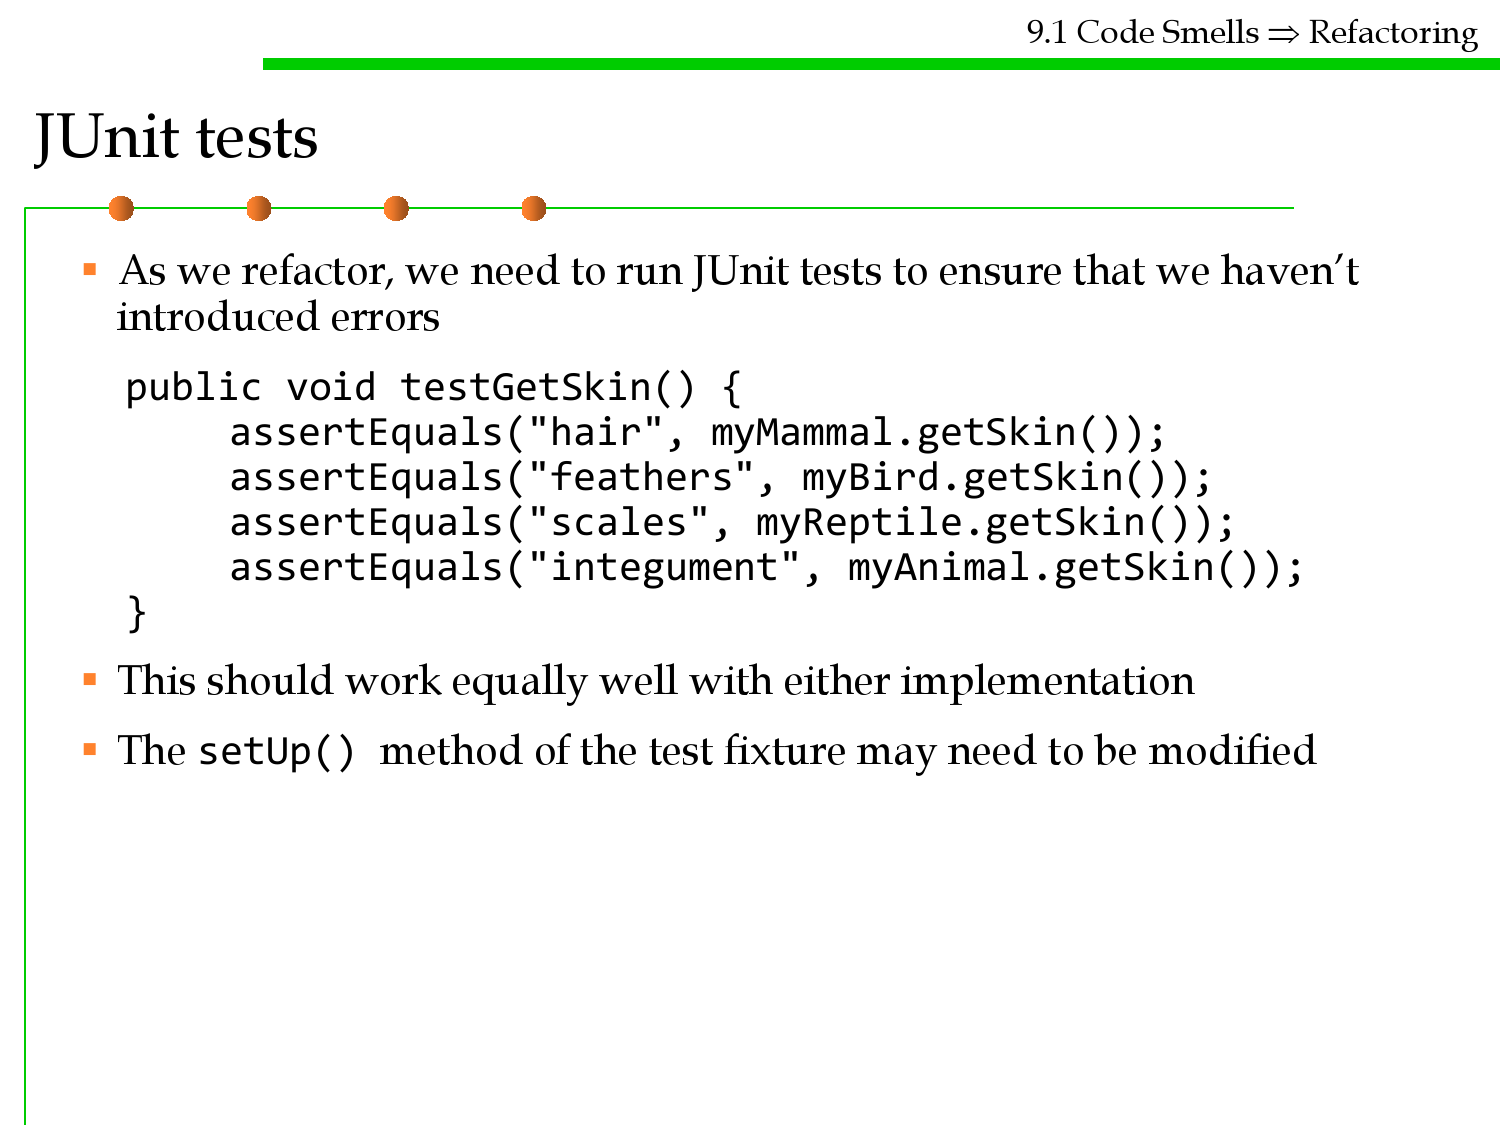 9.1 Code Smells ⇒ Refactoring
JUnit tests
▪ As we refactor, we need to run JUnit tests to ensure that we haven’t
introduced errors
public void testGetSkin() {
assertEquals("hair", myMammal.getSkin());
assertEquals("feathers", myBird.getSkin());
assertEquals("scales", myReptile.getSkin());
assertEquals("integument", myAnimal.getSkin());
}
▪ This should work equally well with either implementation
▪ The setUp() method of the test fixture may need to be modified